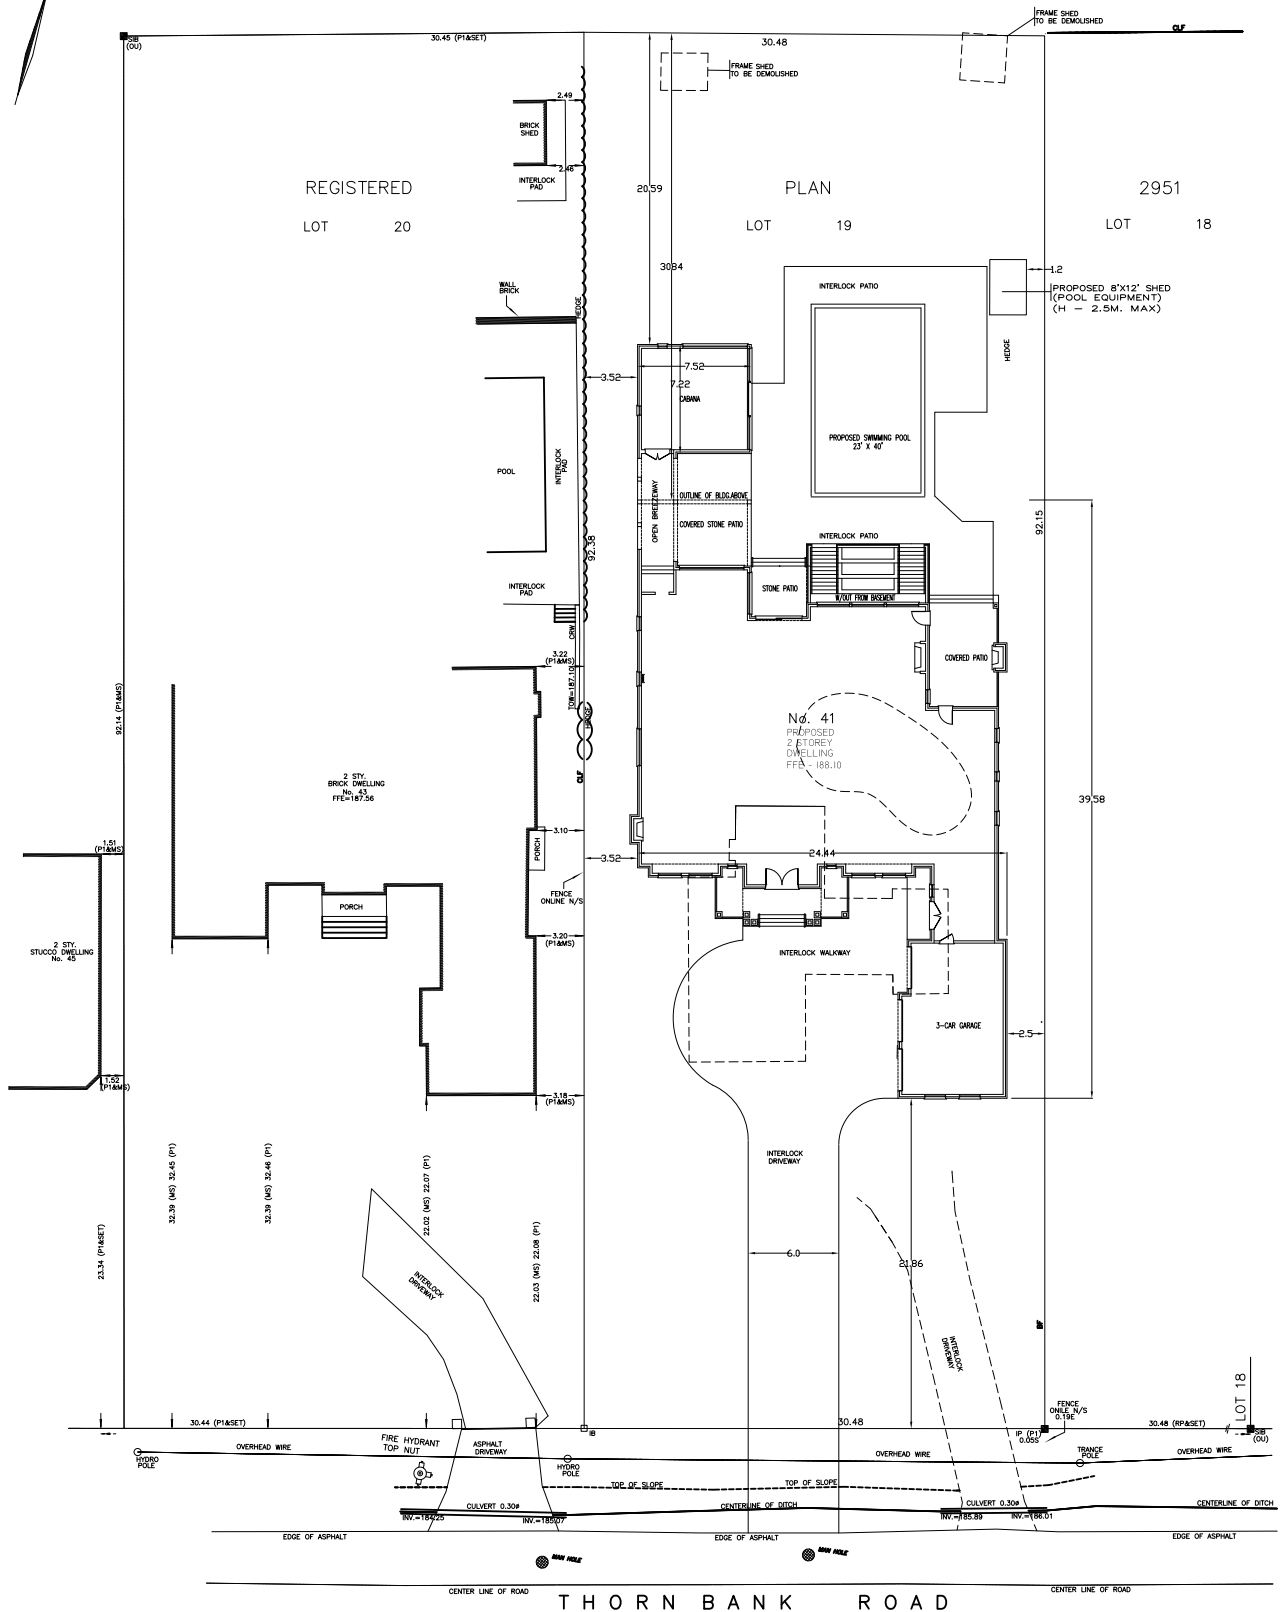 FRAME SHED
TO BE DEMOLISHED
CLF
SIB
(OU)
30.45 (P1&SET)
30.48
FRAME SHED
TO BE DEMOLISHED
2.49
BRICK
SHED
2.46
INTERLOCK
PAD
20.59
REGISTERED
PLAN
2951
LOT 20
LOT 19
LOT 18
30.84
1.2
INTERLOCK PATIO
PROPOSED 8'X12' SHED
(POOL EQUIPMENT)
(H - 2.5M. MAX)
WALL
BRICK
HEDGE
HEDGE
7.52
3.52
7.22
CABANA
PROPOSED SWIMMING POOL
23' X 40'
POOL
INTERLOCK
PAD
OPEN BREEZEWAY
OUTLINE OF BLDG.ABOVE
COVERED STONE PATIO
92.15
92.38
INTERLOCK PATIO
INTERLOCK
PAD
STONE PATIO
W/OUT FROM BASEMENT
CRW
3.22
(P1&MS)
COVERED PATIO
TOW=187.10
92.14 (P1&MS)
HEDGE
No. 41
PROPOSED
2 STOREY
DWELLING
FFE - 188.10
CLF
2 STY.
BRICK DWELLING
No. 43
FFE=187.56
39.58
3.10
PORCH
1.51
(P1&MS)
3.52
24.44
FENCE
ONLINE N/S
PORCH
3.20
(P1&MS)
2 STY.
STUCCO DWELLING
No. 45
INTERLOCK WALKWAY
3-CAR GARAGE
2.5
1.52
(P1&MS)
3.18
(P1&MS)
INTERLOCK
DRIVEWAY
32.39 (MS) 32.45 (P1)
32.39 (MS) 32.46 (P1)
22.02 (MS) 22.07 (P1)
22.03 (MS) 22.08 (P1)
23.34 (P1&SET)
6.0
21.86
INTERLOCK
DRIVEWAY
INTERLOCK
DRIVEWAY
BF
LOT 18
FENCE
ONILE N/S
0.19E
30.44 (P1&SET)
30.48
30.48 (RP&SET)
IB
IP (P1)
0.05S
SIB
(OU)
FIRE HYDRANT
TOP NUT
ASPHALT
DRIVEWAY
OVERHEAD WIRE
OVERHEAD WIRE
TRANCE
POLE
OVERHEAD WIRE
HYDRO
POLE
HYDRO
POLE
TOP OF SLOPE
TOP OF SLOPE
CULVERT 0.30ø
CENTERLINE OF DITCH
CULVERT 0.30ø
CENTERLINE OF DITCH
INV.=184.25
INV.=185.07
INV.=185.89
INV.=186.01
EDGE OF ASPHALT
EDGE OF ASPHALT
EDGE OF ASPHALT
MAN HOLE
MAN HOLE
CENTER LINE OF ROAD
CENTER LINE OF ROAD
THORN BANK ROAD